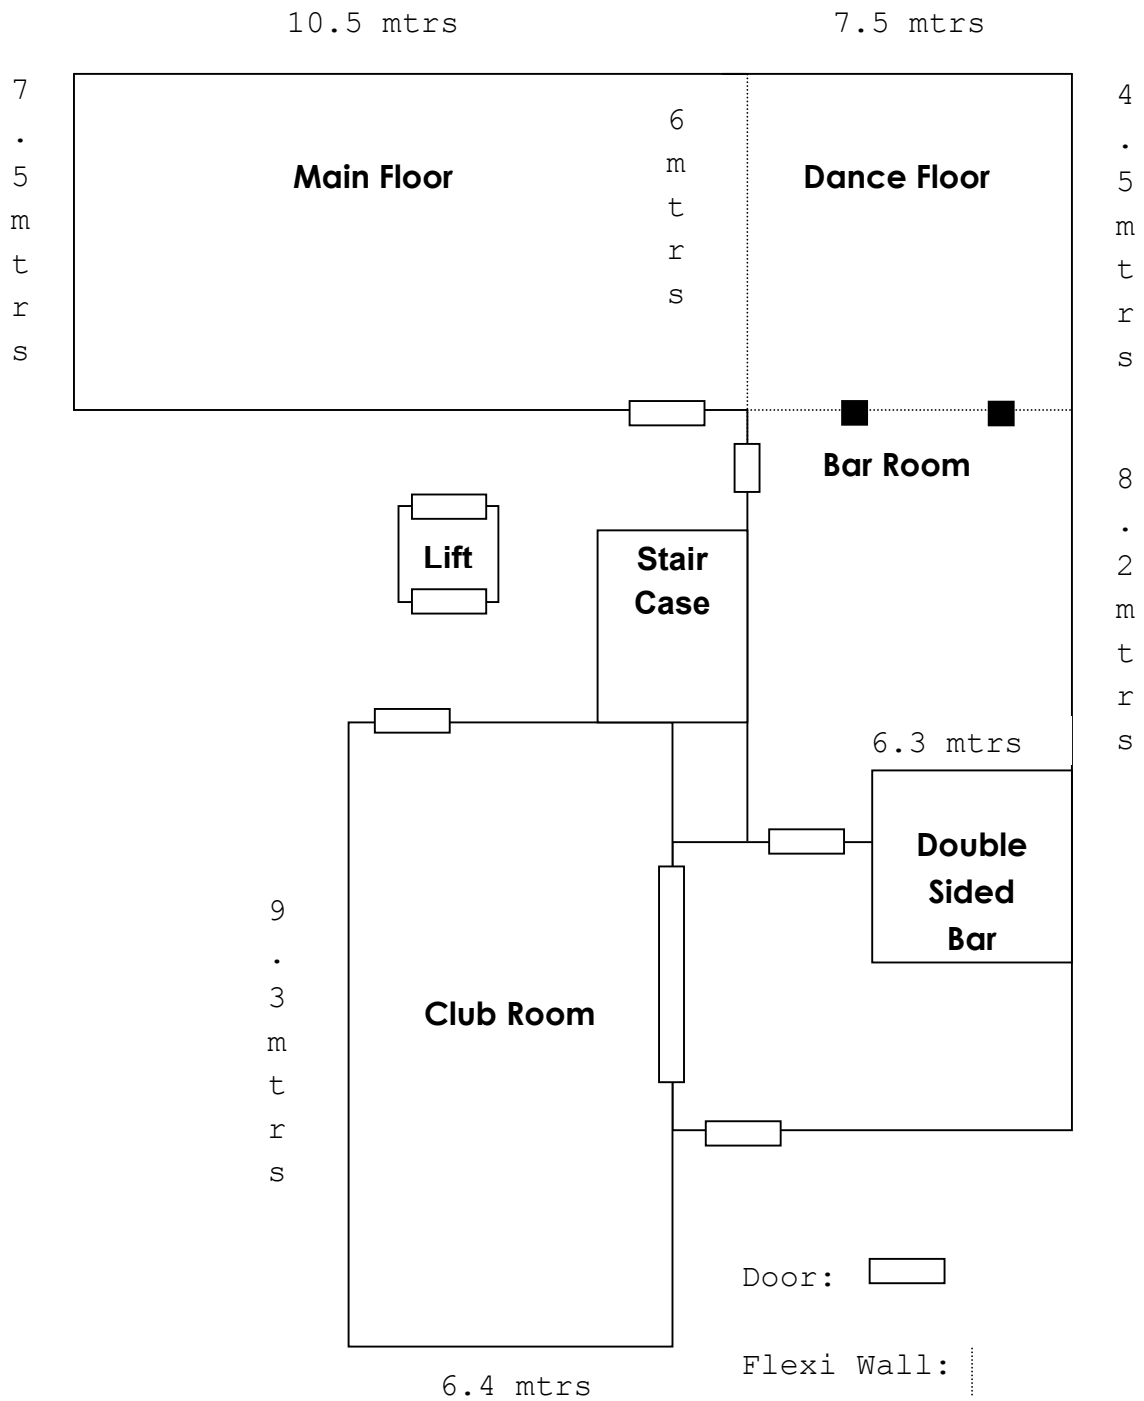 10.5 mtrs
7.5 mtrs
7.5 mtrs
6 mtrs
4.5 mtrs
Main Floor
Dance Floor
Bar Room
8.2 mtrs
Lift
Stair
Case
6.3 mtrs
Double
Sided
Bar
9.3 mtrs
Club Room
Door:
Flexi Wall:
6.4 mtrs